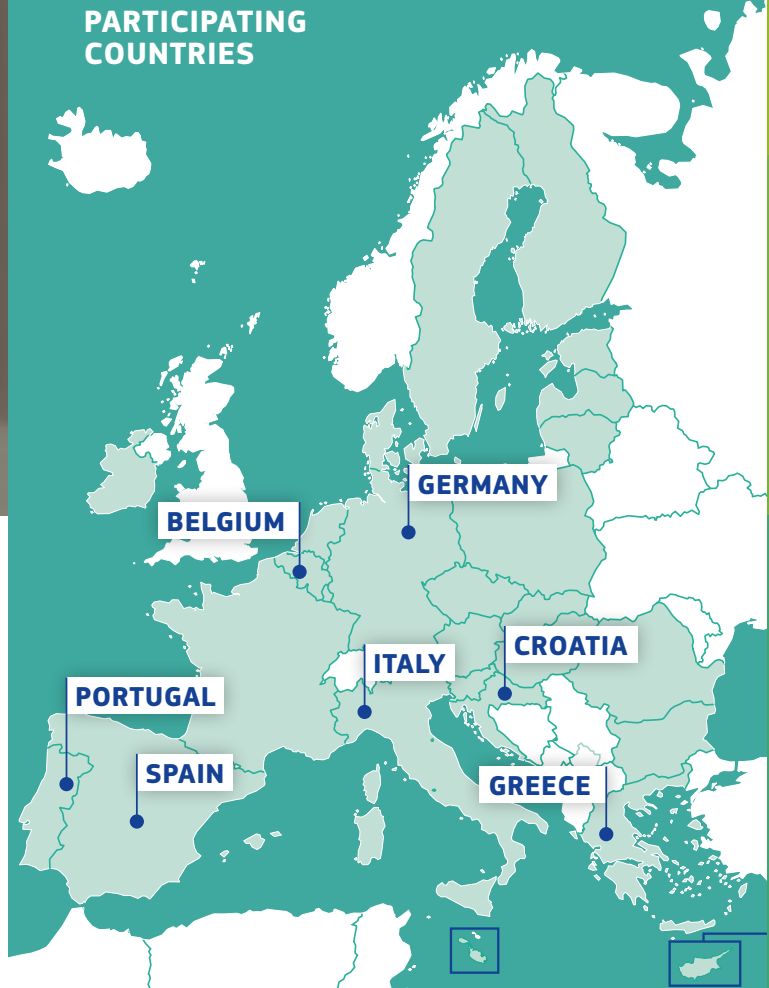 PARTICIPATING
COUNTRIES
GERMANY
BELGIUM
CROATIA
ITALY
PORTUGAL
SPAIN
GREECE